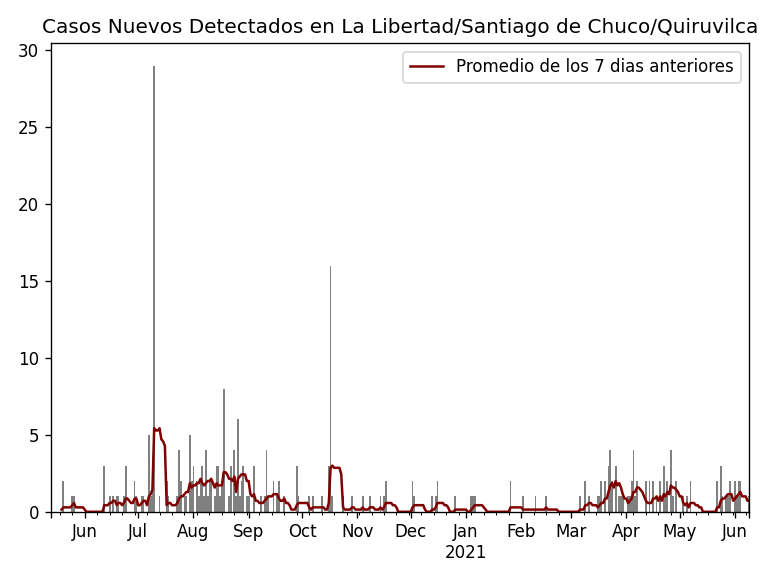 Casos Nuevos Detectados en La Libertad/Santiago de Chuco/Quiruvilca
Promedio de los 7 dias anteriores
30
25
20
15
10
5
0
Jun Jul Aug Sep Oct Nov Dec Jan Feb Mar Apr May Jun
2021